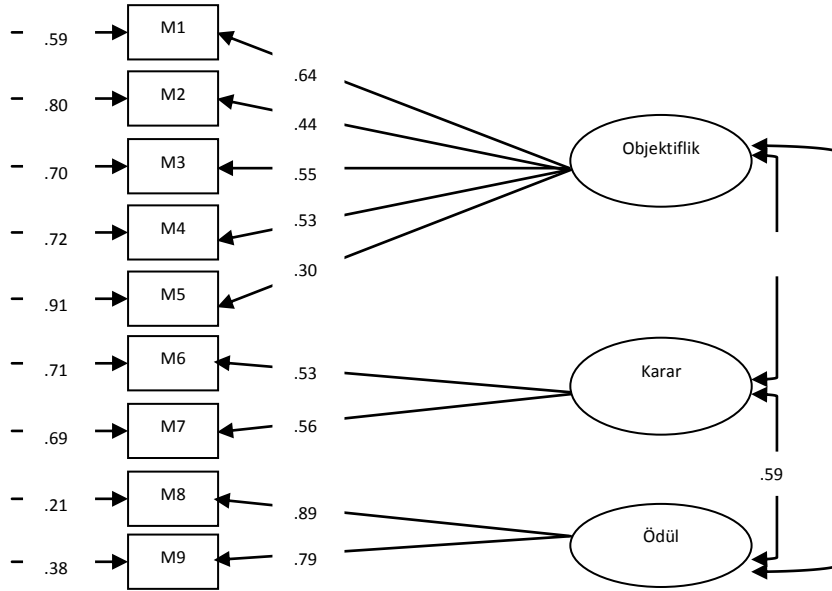 .59 M1 .64
.80 M2 .44
.70 M3 .55
.72 M4 .53
.91 M5 .30
.71 M6 .53
.69 M7 .56
.21 M8 .89
.38 M9 .79
Objektiflik
Karar
.59
Ödül